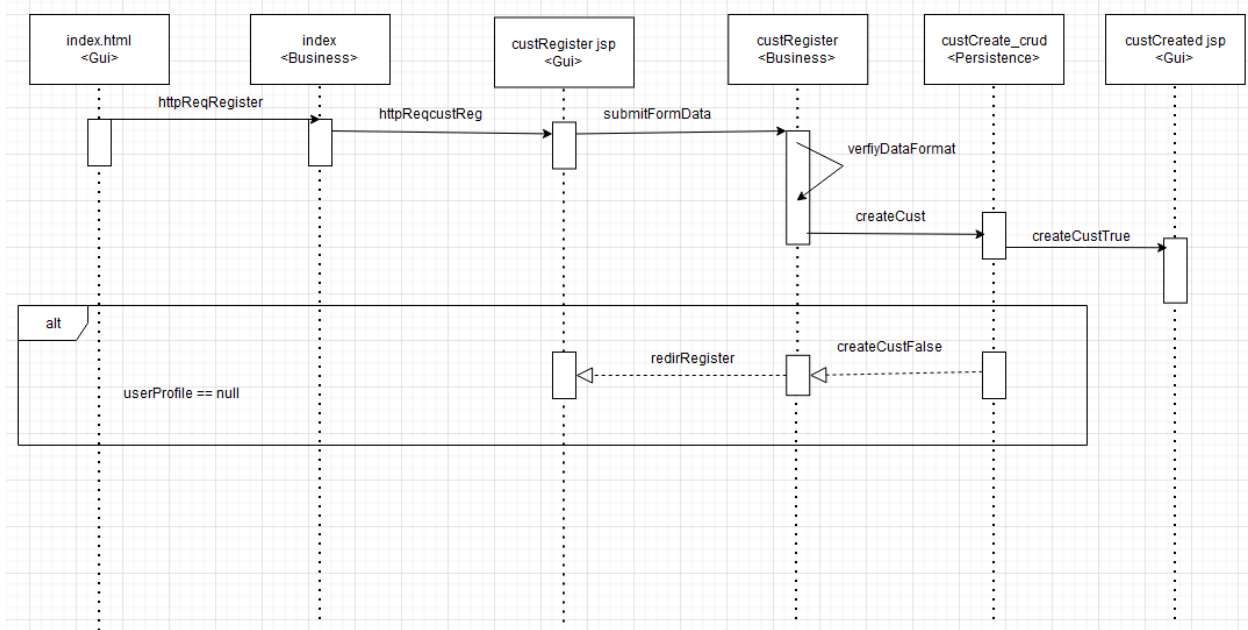 index.html
<Gui>
index
<Business>
custRegister jsp
<Gui>
custRegister
<Business>
custCreate_crud
<Persistence>
custCreated jsp
<Gui>
httpReqRegister
httpReqcustReg
submitFormData
verfiyDataFormat
createCust
createCustTrue
alt
createCustFalse
redirRegister
userProfile == null